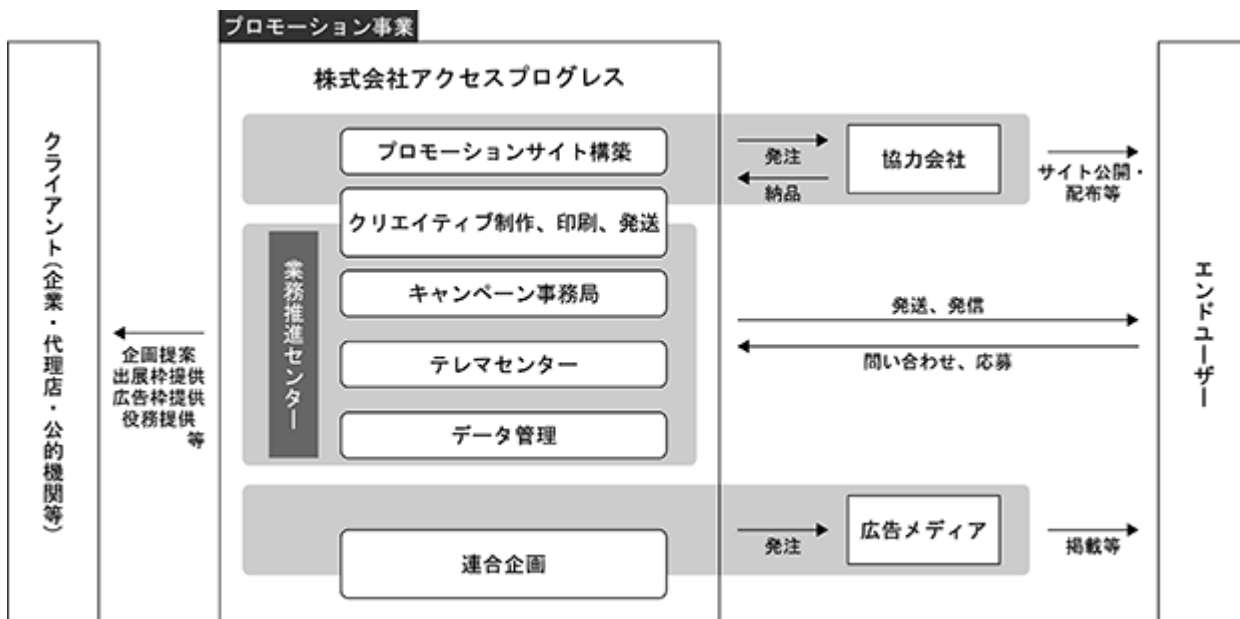 プロモーション事業
株式会社アクセスプログレス
クライアント（企業・代理店・公的機関等）
企画提案
出展枠提供
広告枠提供
役務提供
等
プロモーションサイト構築
クリエイティブ制作、印刷、発送
業務推進センター
キャンペーン事務局
テレマセンター
データ管理
連合企画
発注
納品
協力会社
サイト公開・
配布等
発送、発信
問い合わせ、応募
発注
広告メディア
掲載等
エンドユーザー